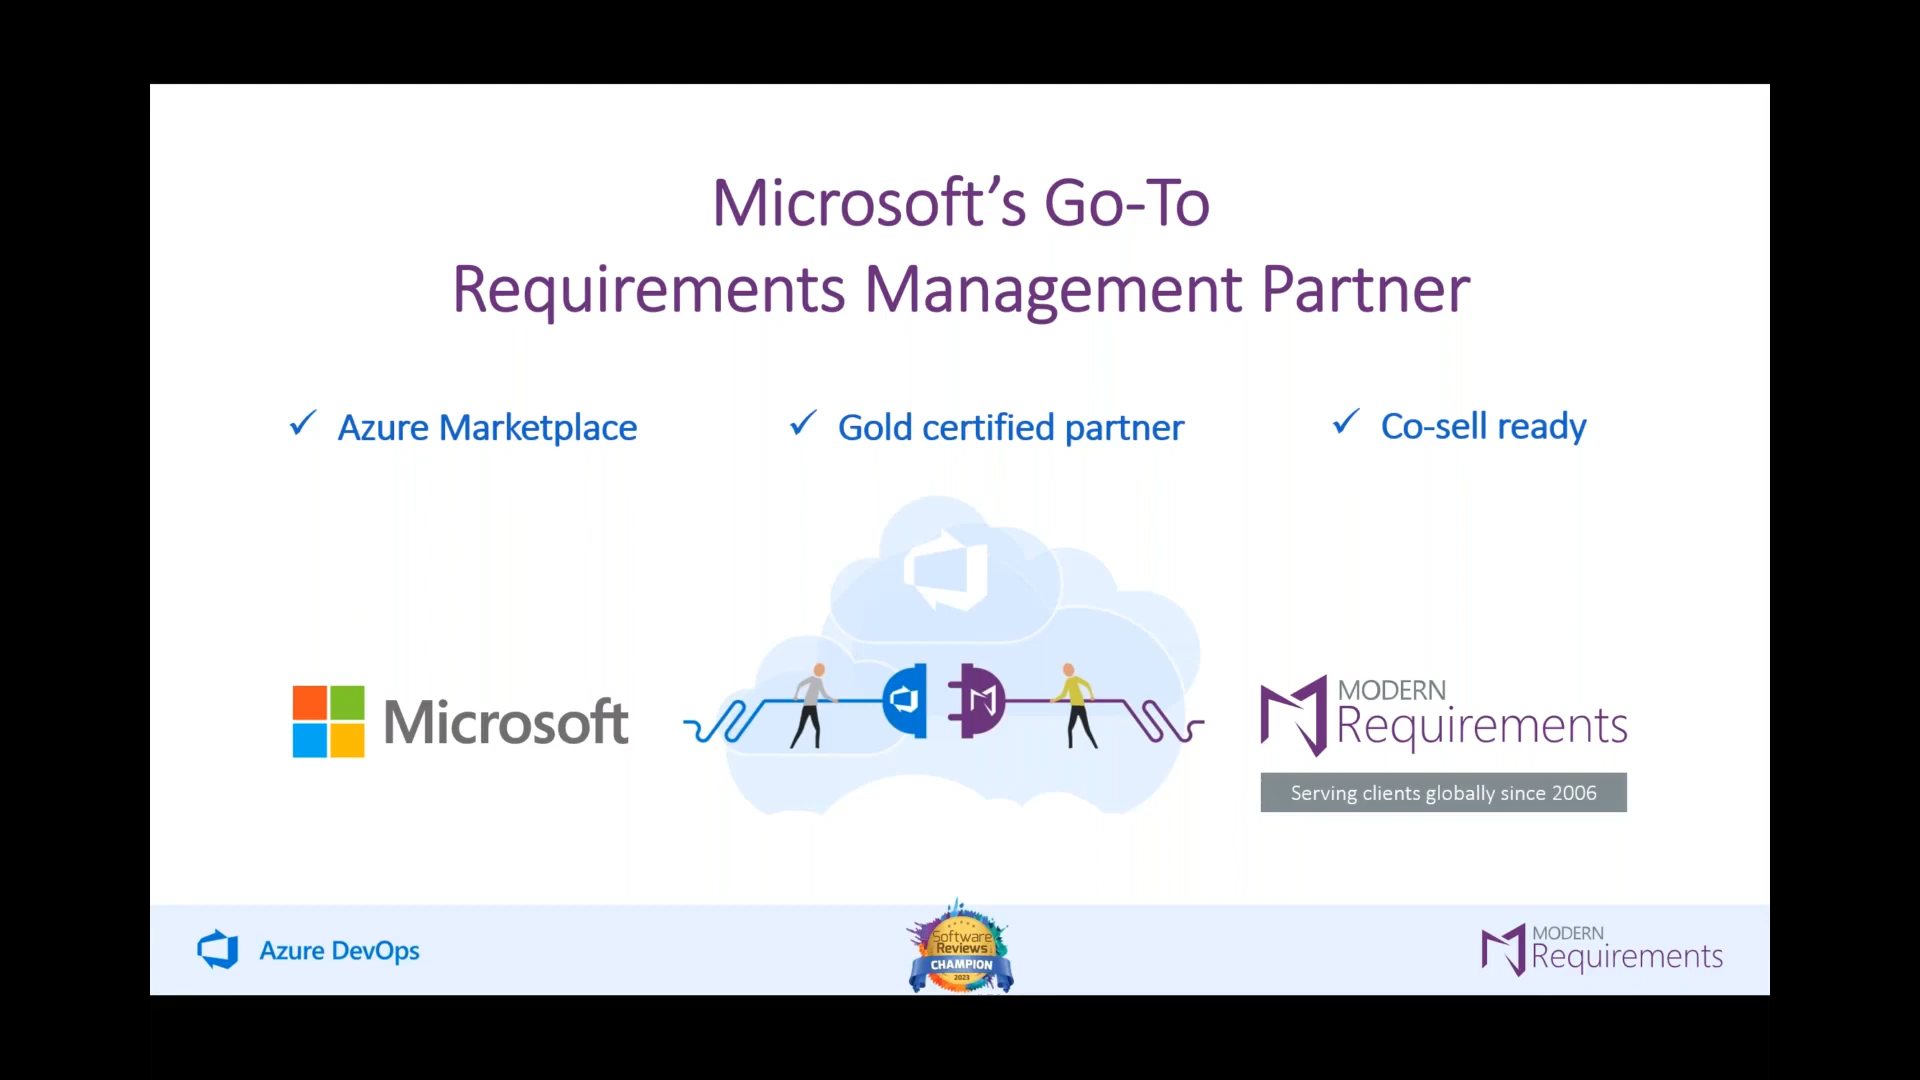 Microsoft’s Go-To
Requirements Management Partner
✓ Azure Marketplace
✓ Gold certified partner
✓ Co-sell ready
Microsoft
MODERN
Requirements
Serving clients globally since 2006
Azure DevOps
Software
Reviews
CHAMPION
2023
MODERN
Requirements